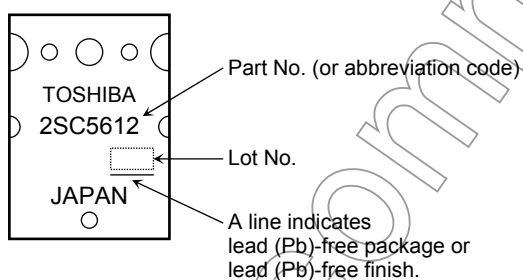 TOSHIBA
2SC5612
JAPAN
Part No. (or abbreviation code)
Lot No.
A line indicates
lead (Pb)-free package or
lead (Pb)-free finish.